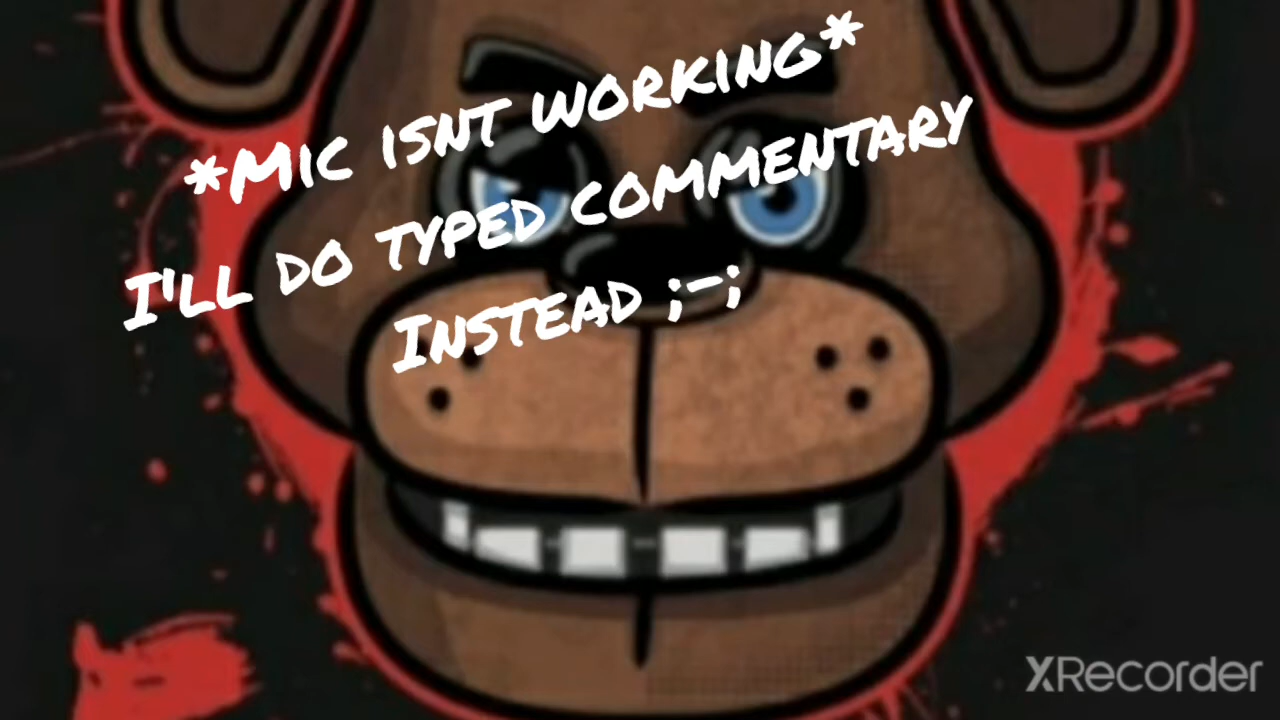 *Mic isnt working*
I'll do typed commentary
Instead ;-;
XRecorder